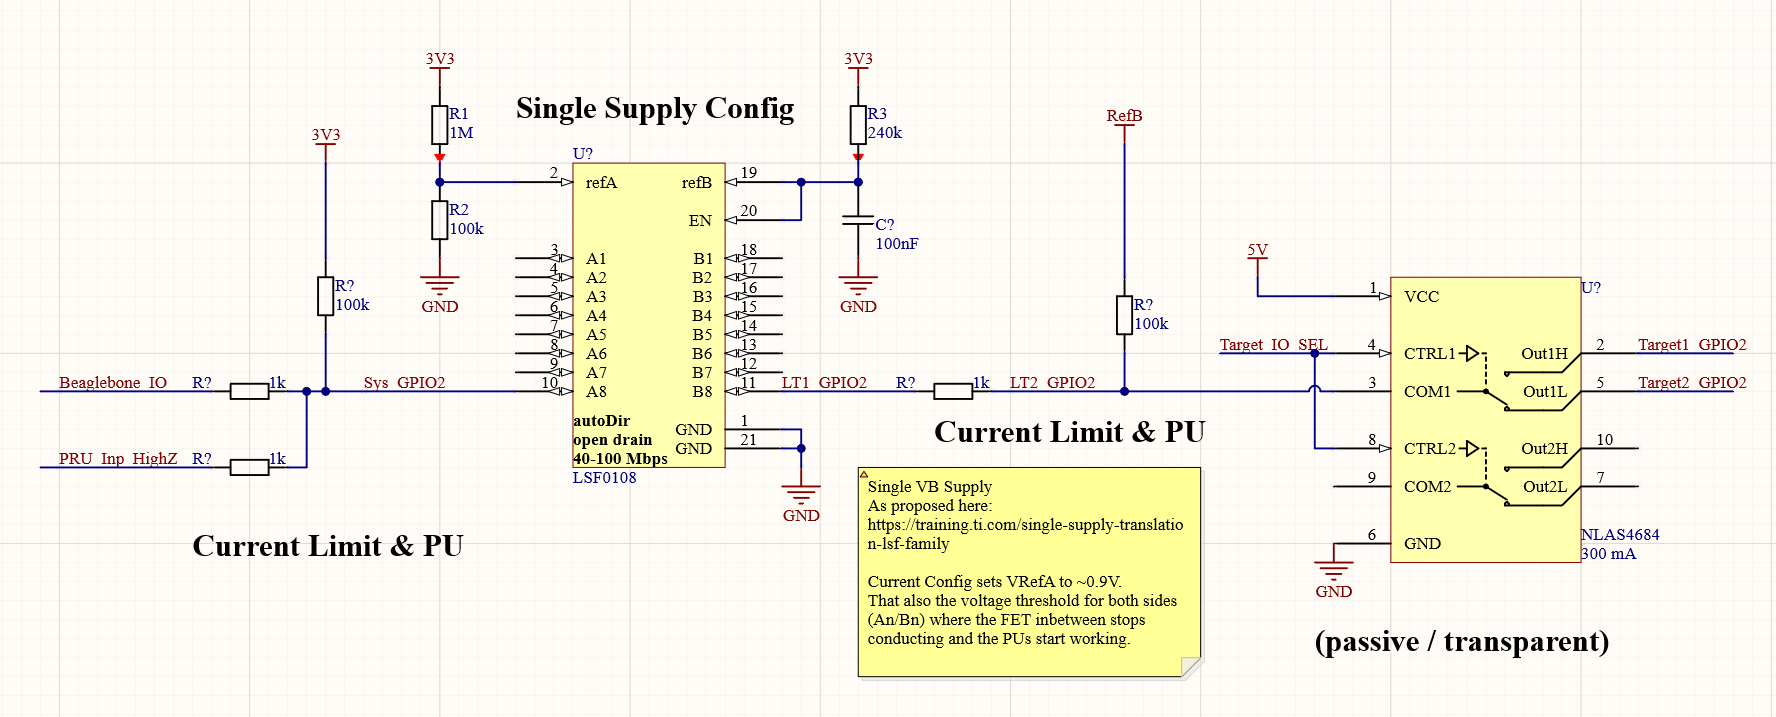 3V3
3V3
R1
1M
Single Supply Config
R3
240k
RefB
3V3
U?
2
refA
refB
19
R2
100k
EN
20
C?
100nF
5V
3
A1
B1
18
4
A2
B2
17
5
A3
B3
16
6
A4
B4
15
7
A5
B5
14
8
A6
B6
13
9
A7
B7
12
10
A8
B8
11
R?
100k
GND
GND
R?
100k
U?
1
VCC
Target_IO_SEL
4
CTRL1
Out1H
2
Target1_GPIO2
Beaglebone_IO
R?
1k
Sys_GPIO2
LT1_GPIO2
R?
1k
LT2_GPIO2
3
COM1
Out1L
5
Target2_GPIO2
autoDir
open drain
40-100 Mbps
GND
1
GND
21
LSF0108
Current Limit & PU
8
CTRL2
Out2H
10
PRU_Inp_HighZ
R?
1k
9
COM2
Out2L
7
GND
Single VB Supply
As proposed here:
https://training.ti.com/single-supply-translatio
n-lsf-family
Current Config sets VRefA to ~0.9V.
That also the voltage threshold for both sides
(An/Bn) where the FET inbetween stops
conducting and the PUs start working.
Current Limit & PU
6
GND
NLAS4684
300 mA
GND
(passive / transparent)